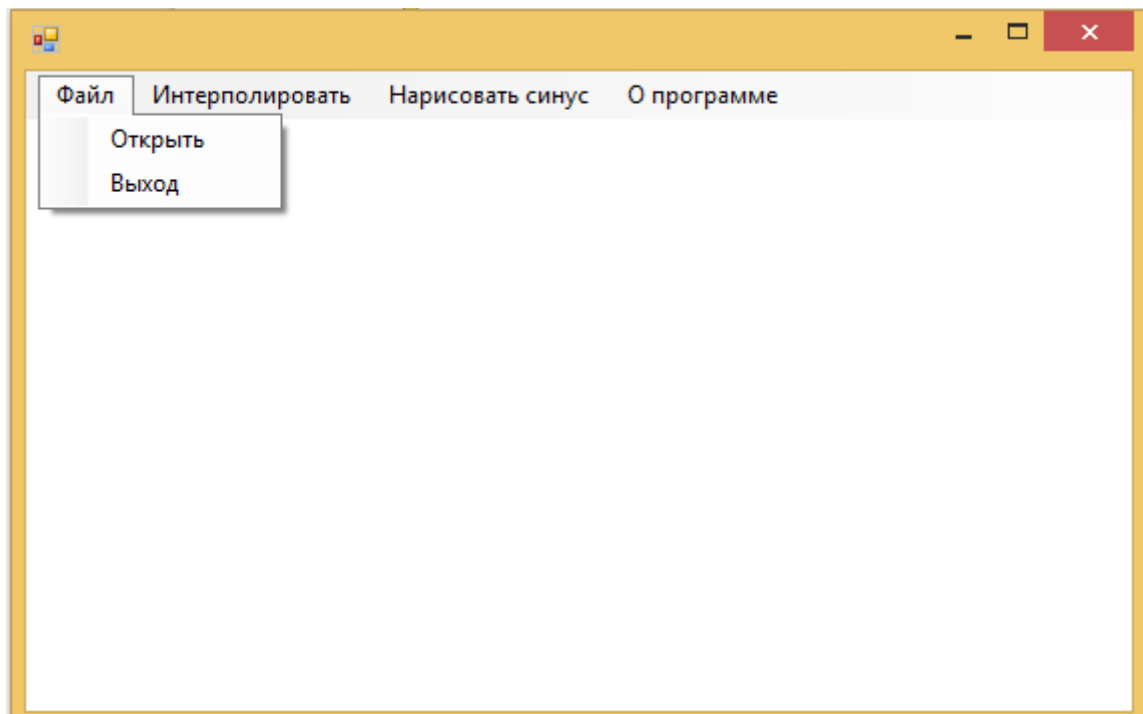 Файл Интерполировать Нарисовать синус О программе
Открыть
Выход